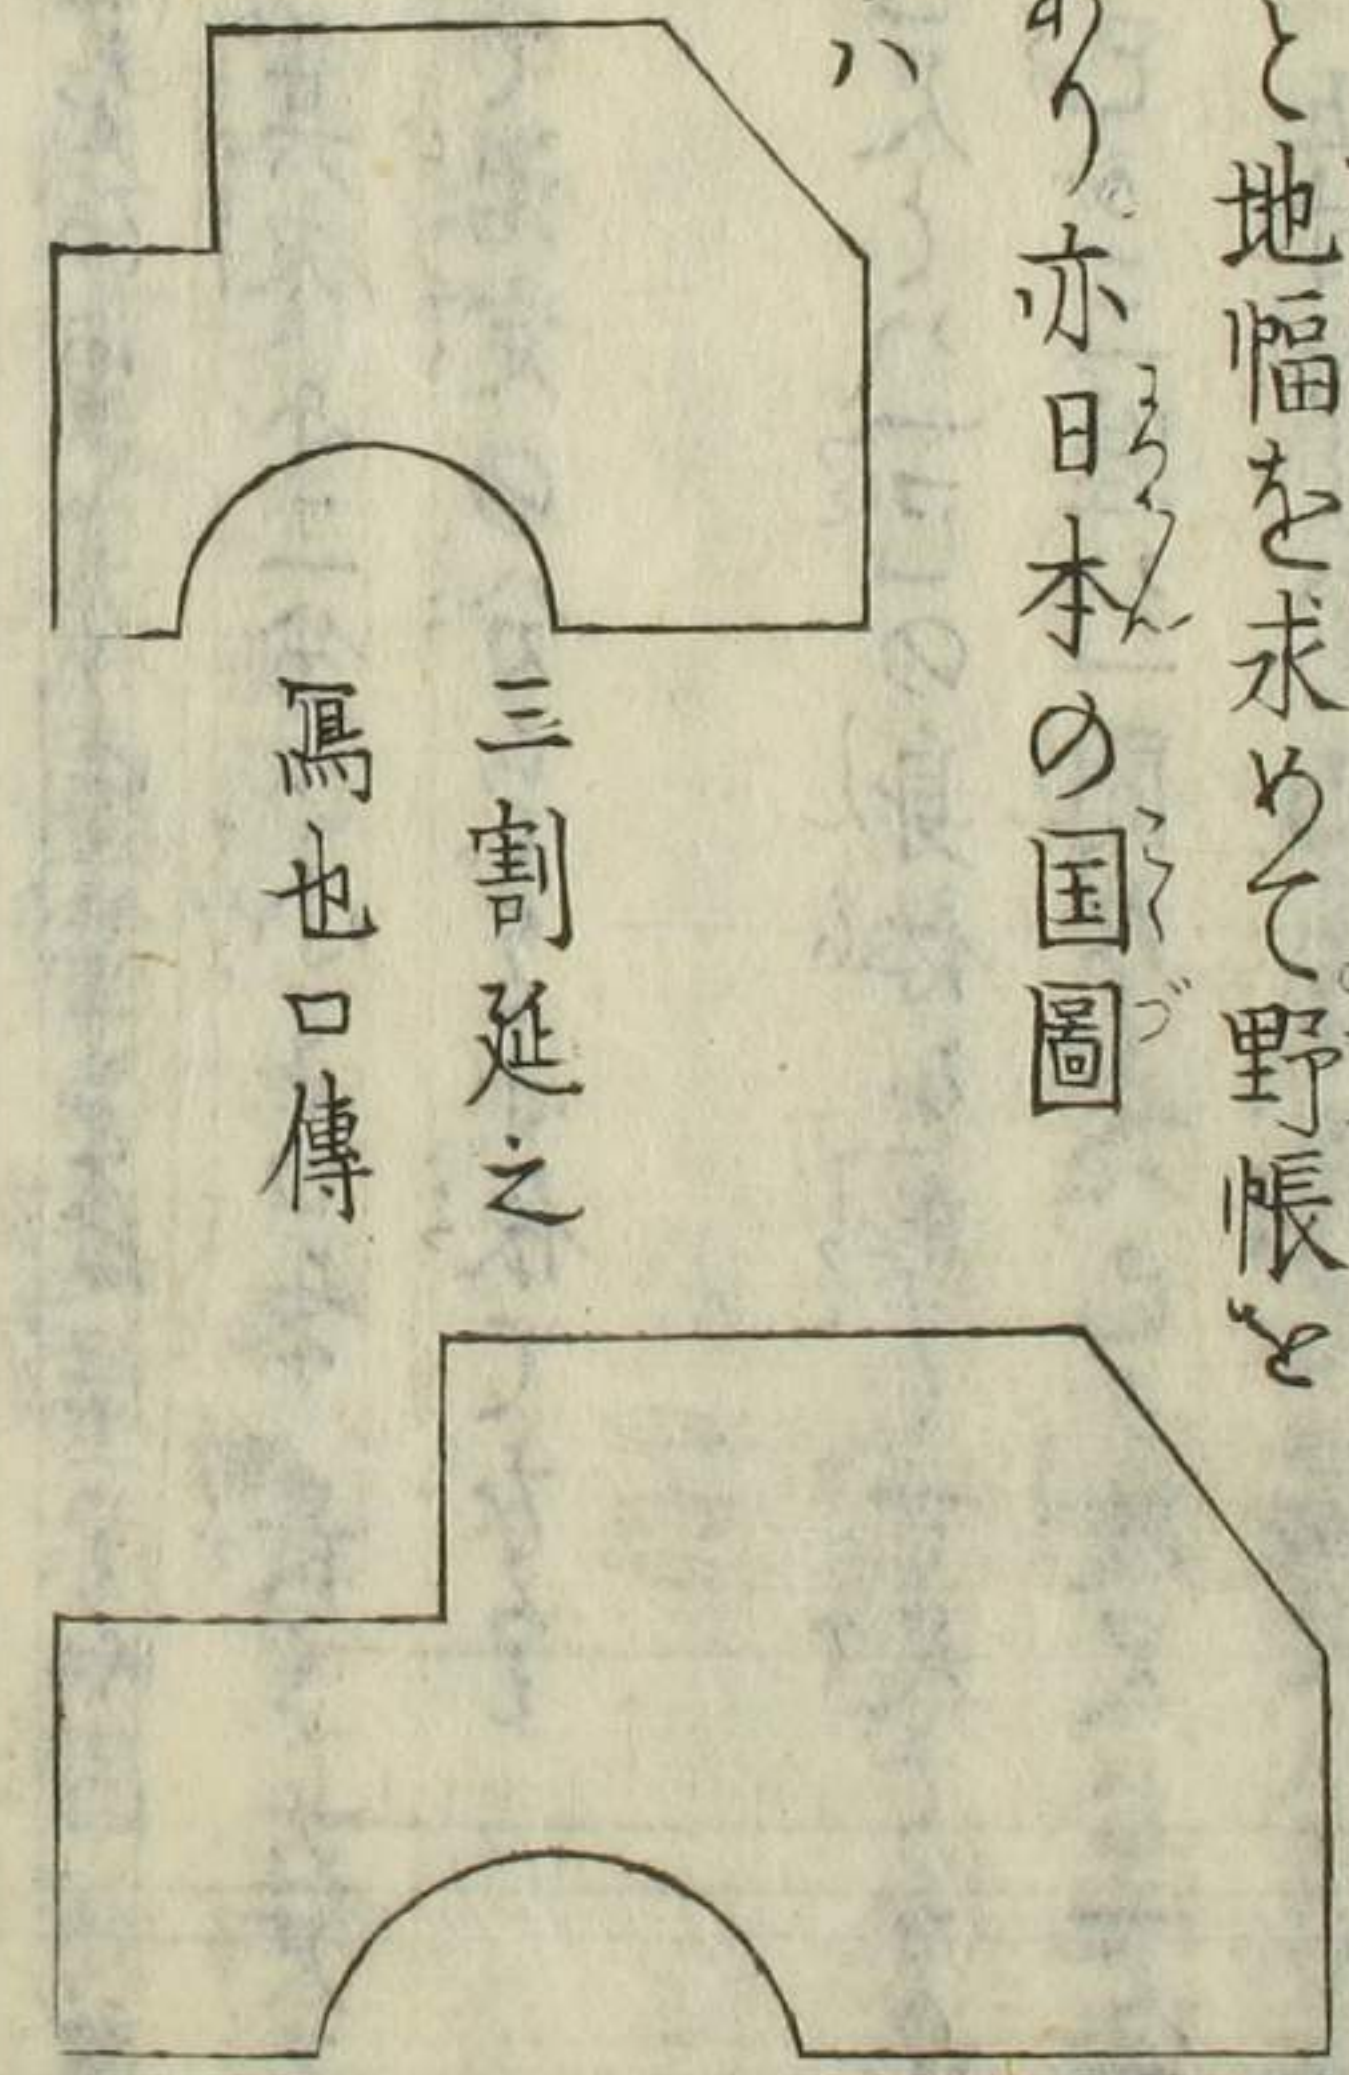 と地幅を求めて野帳を
あり亦日本の国圖
ハ
三割延之
寫也口傳